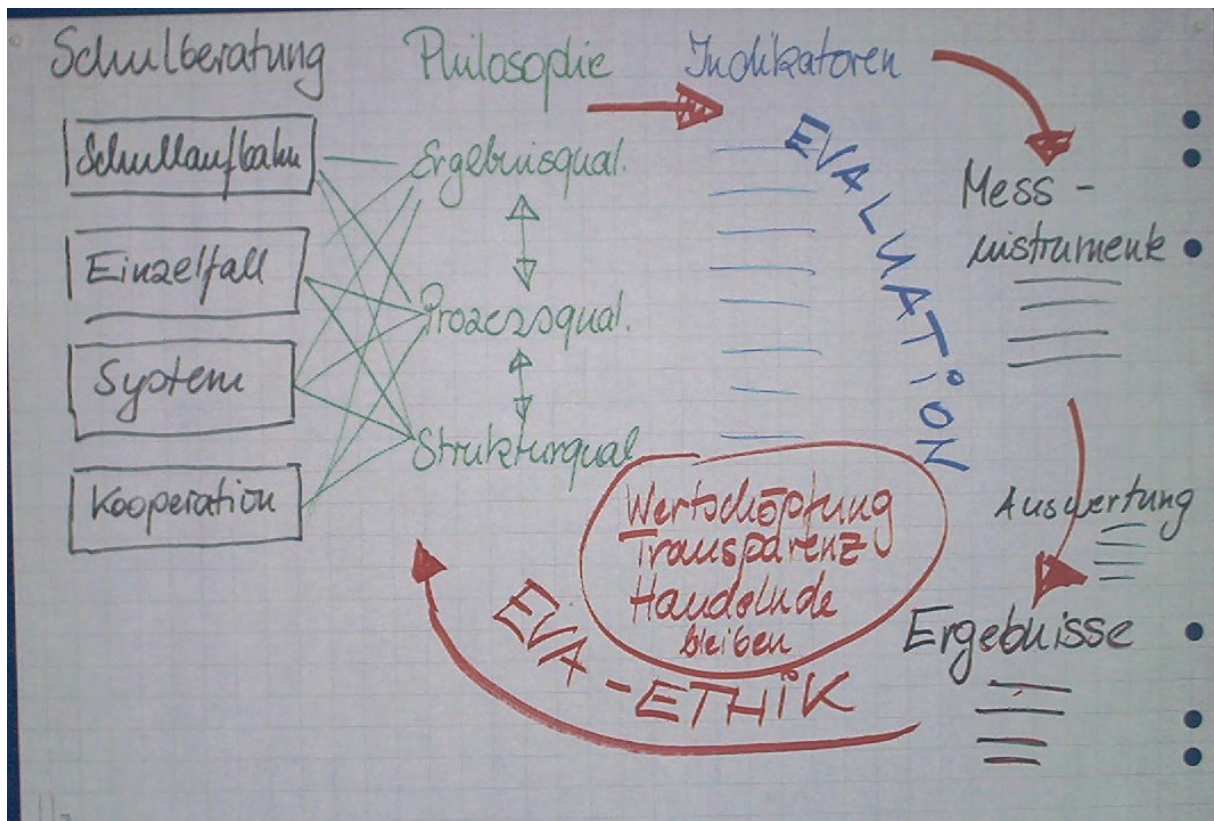 Schulberatung
Philosophie
Indikatoren
Schullaufbahn
Einzelfall
System
Kooperation
Ergebnisqual.
Prozessqual.
Strukturqual
EVALUATION
Mess -
instrumente
Auswertung
Ergebnisse
Wertschöpfung
Transparenz
Handelnde
bleiben
EVA - ETHIK